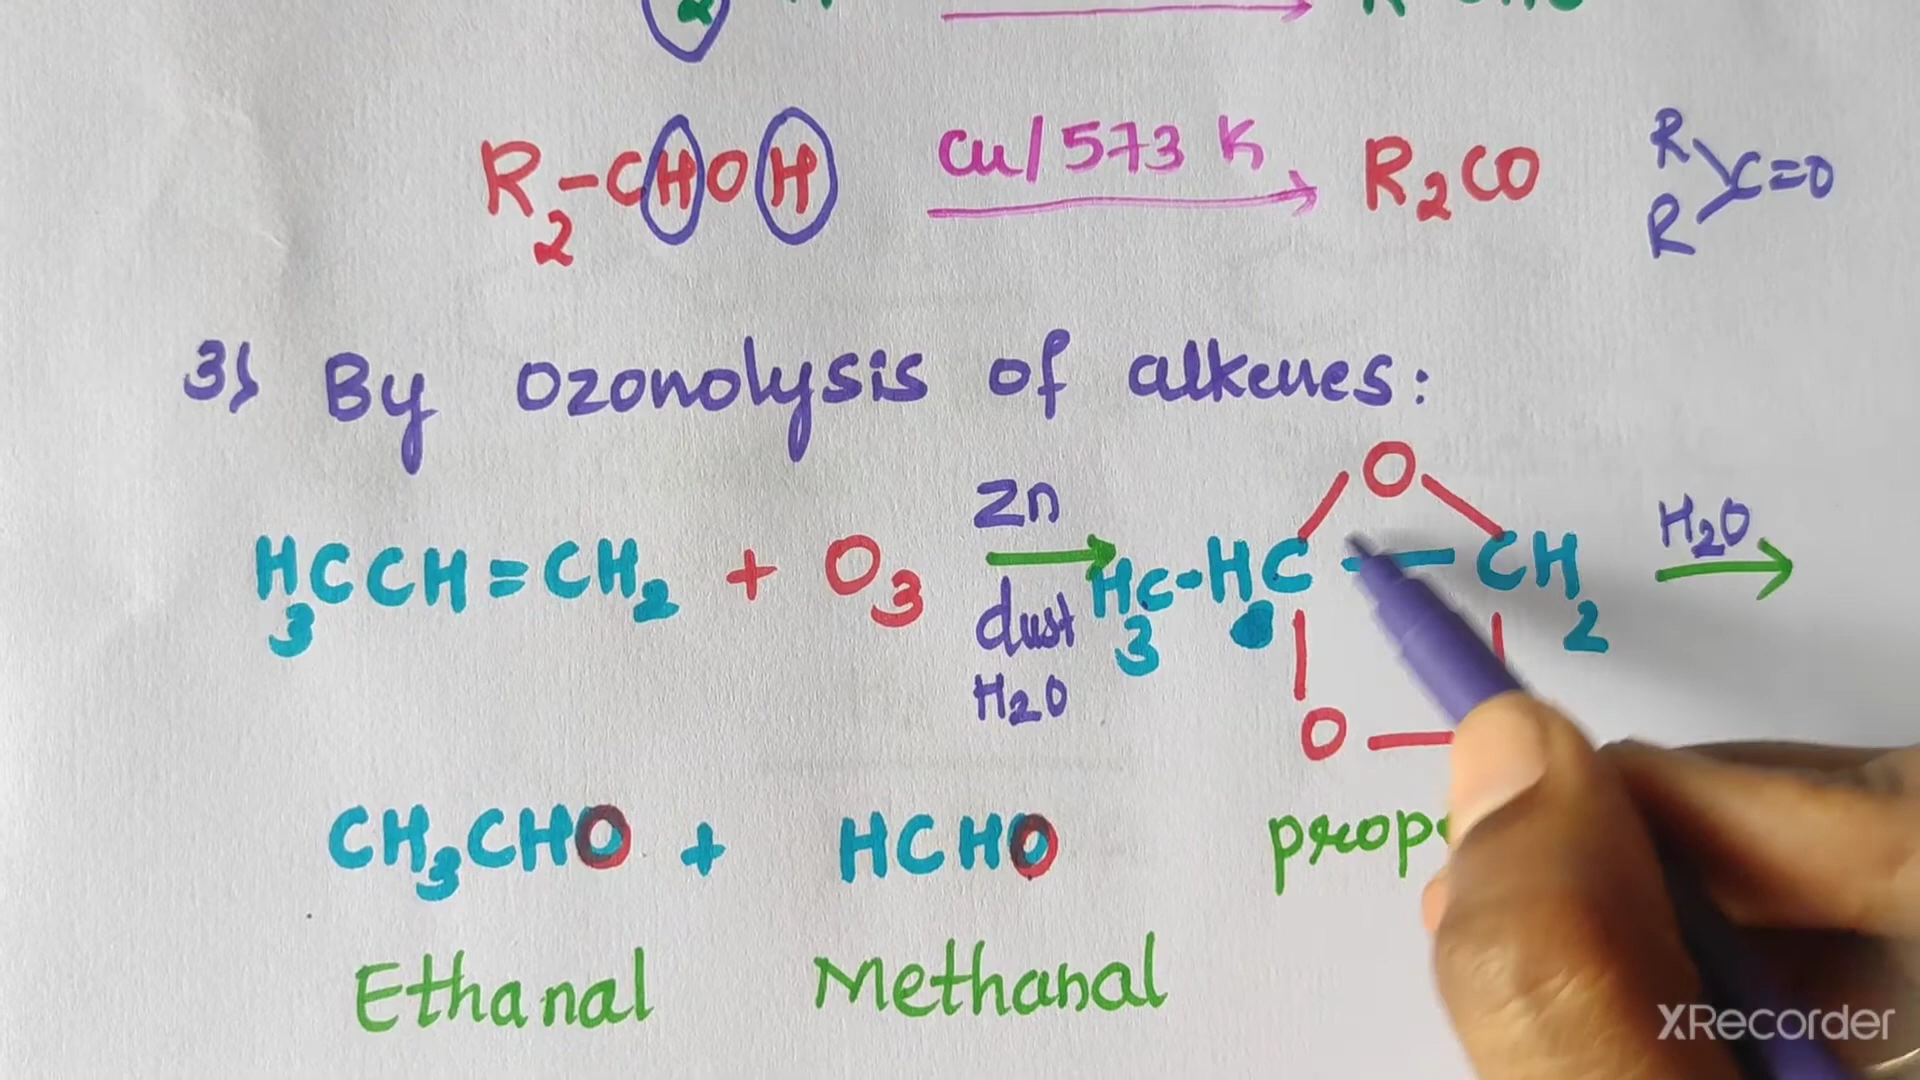 R₂-CHOH Cu/573 K R₂CO R R C=O
3) By Ozonolysis of alkenes:
H₃CCH=CH₂ + O₃ Zn dust H₂O H₃C-HC-CH₂ O O H₂O
CH₃CHO + HCHO
Ethanal Methanal
XRecorder